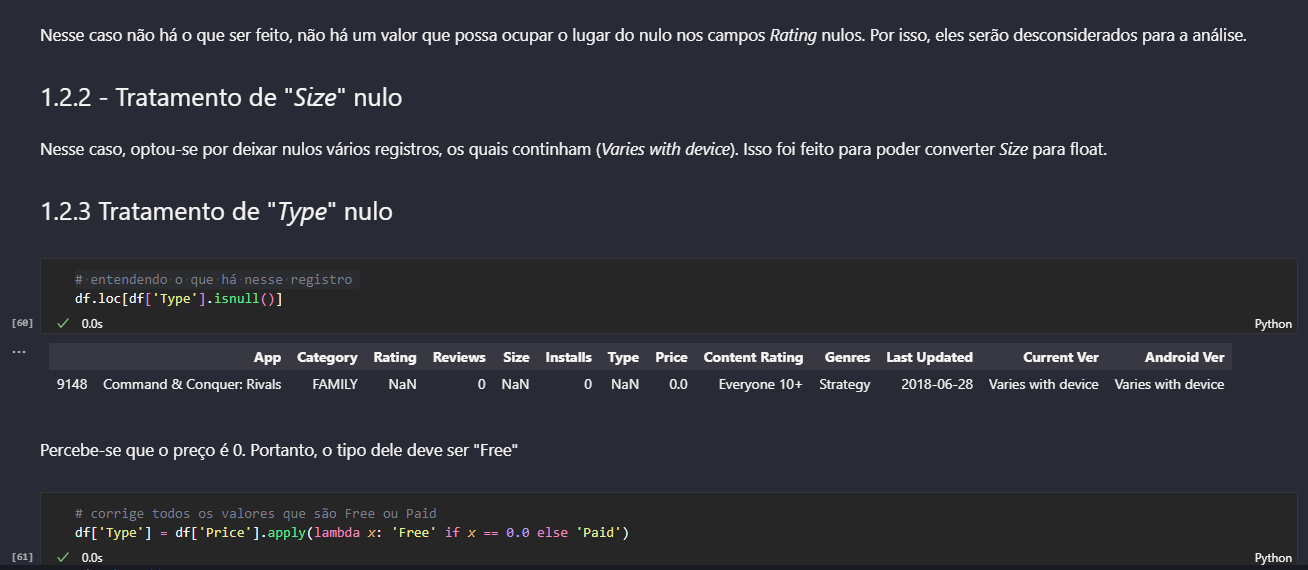 Nesse caso não há o que ser feito, não há um valor que possa ocupar o lugar do nulo nos campos Rating nulos. Por isso, eles serão desconsiderados para a análise.
1.2.2 - Tratamento de "Size" nulo
Nesse caso, optou-se por deixar nulos vários registros, os quais continham (Varies with device). Isso foi feito para poder converter Size para float.
1.2.3 Tratamento de "Type" nulo
# entendendo o que há nesse registro
df.loc[df['Type'].isnull()]
[60] 0.0s Python
... App Category Rating Reviews Size Installs Type Price Content Rating Genres Last Updated Current Ver Android Ver
9148 Command & Conquer: Rivals FAMILY NaN 0 NaN 0 NaN 0.0 Everyone 10+ Strategy 2018-06-28 Varies with device Varies with device
Percebe-se que o preço é 0. Portanto, o tipo dele deve ser "Free"
# corrige todos os valores que são Free ou Paid
df['Type'] = df['Price'].apply(lambda x: 'Free' if x == 0.0 else 'Paid')
[61] 0.0s Python